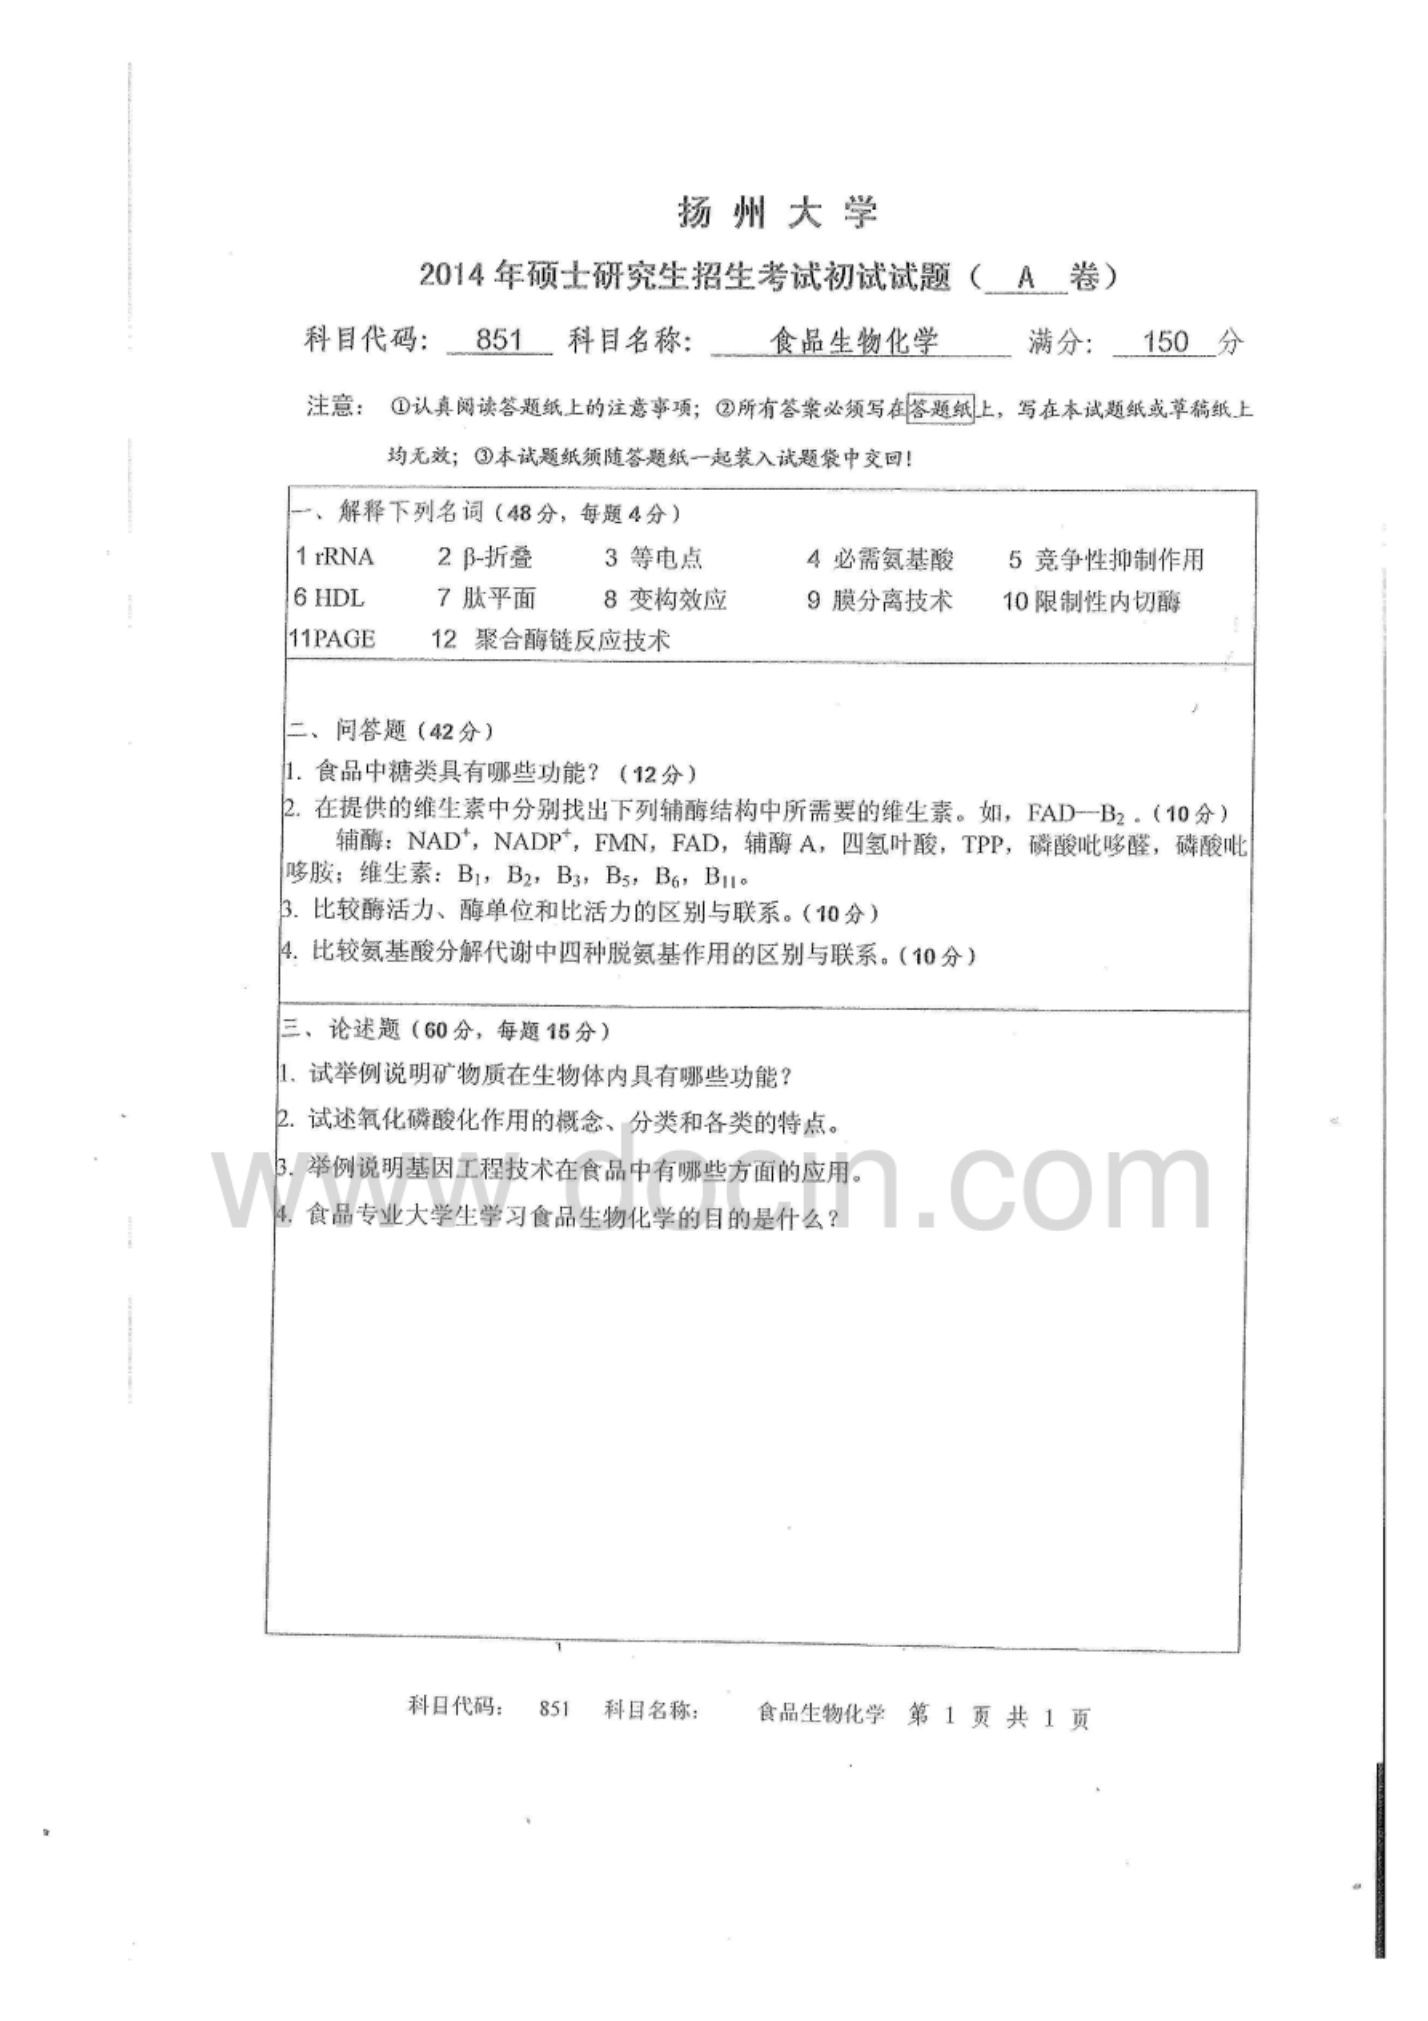 扬 州 大 学
2014 年硕士研究生招生考试初试试题（ A 卷）
科目代码: 851 科目名称: 食品生物化学 满分: 150 分
注意: ①认真阅读答题纸上的注意事项; ②所有答案必须写在答题纸上, 写在本试题纸或草稿纸上
均无效; ③本试题纸须随答题纸一起装入试题袋中交回!
一、解释下列名词（48 分, 每题 4 分）
1 rRNA 2 β-折叠 3 等电点 4 必需氨基酸 5 竞争性抑制作用
6 HDL 7 肽平面 8 变构效应 9 膜分离技术 10 限制性内切酶
11PAGE 12 聚合酶链反应技术
二、问答题（42 分）
1. 食品中糖类具有哪些功能?（12 分）
2. 在提供的维生素中分别找出下列辅酶结构中所需要的维生素。如, FAD—B₂ 。（10 分）
辅酶: NAD⁺, NADP⁺, FMN, FAD, 辅酶 A, 四氢叶酸, TPP, 磷酸吡哆醛, 磷酸吡
哆胺; 维生素: B₁, B₂, B₃, B₅, B₆, B₁₁。
3. 比较酶活力、酶单位和比活力的区别与联系。（10 分）
4. 比较氨基酸分解代谢中四种脱氨基作用的区别与联系。（10 分）
三、论述题（60 分, 每题 15 分）
1. 试举例说明矿物质在生物体内具有哪些功能?
2. 试述氧化磷酸化作用的概念、分类和各类的特点。
3. 举例说明基因工程技术在食品中有哪些方面的应用。
www.docin.com
4. 食品专业大学生学习食品生物化学的目的是什么?
科目代码: 851 科目名称: 食品生物化学 第 1 页 共 1 页